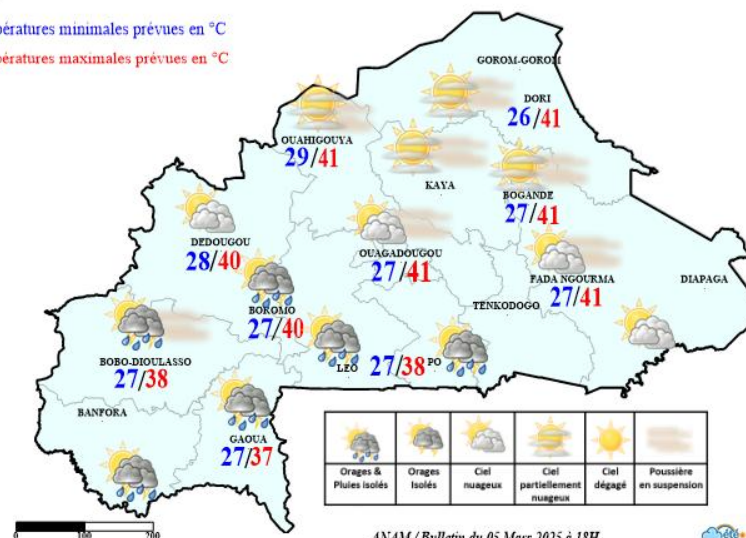 pératures minimales prévues en °C
pératures maximales prévues en °C
GOROM-GOROM
DORI
26/41
OUAHIGOUYA
29/41
KAYA
BOGANDE
27/41
DEDOUGOU
28/40
OUAGADOUGOU
27/41
FADA NGOURMA
27/41
DIAPAGA
BOROMO
27/40
TENKODOGO
BOBO-DIOULASSO
27/38
LEO
27/38
PO
BANFORA
GAOUA
27/37
Orages & Pluies isolés
Orages Isolés
Ciel nuageux
Ciel partiellement nuageux
Ciel dégagé
Poussière en suspension
0 100 200
ANAM / Bulletin du 05 Mars 2025 à 18H
été